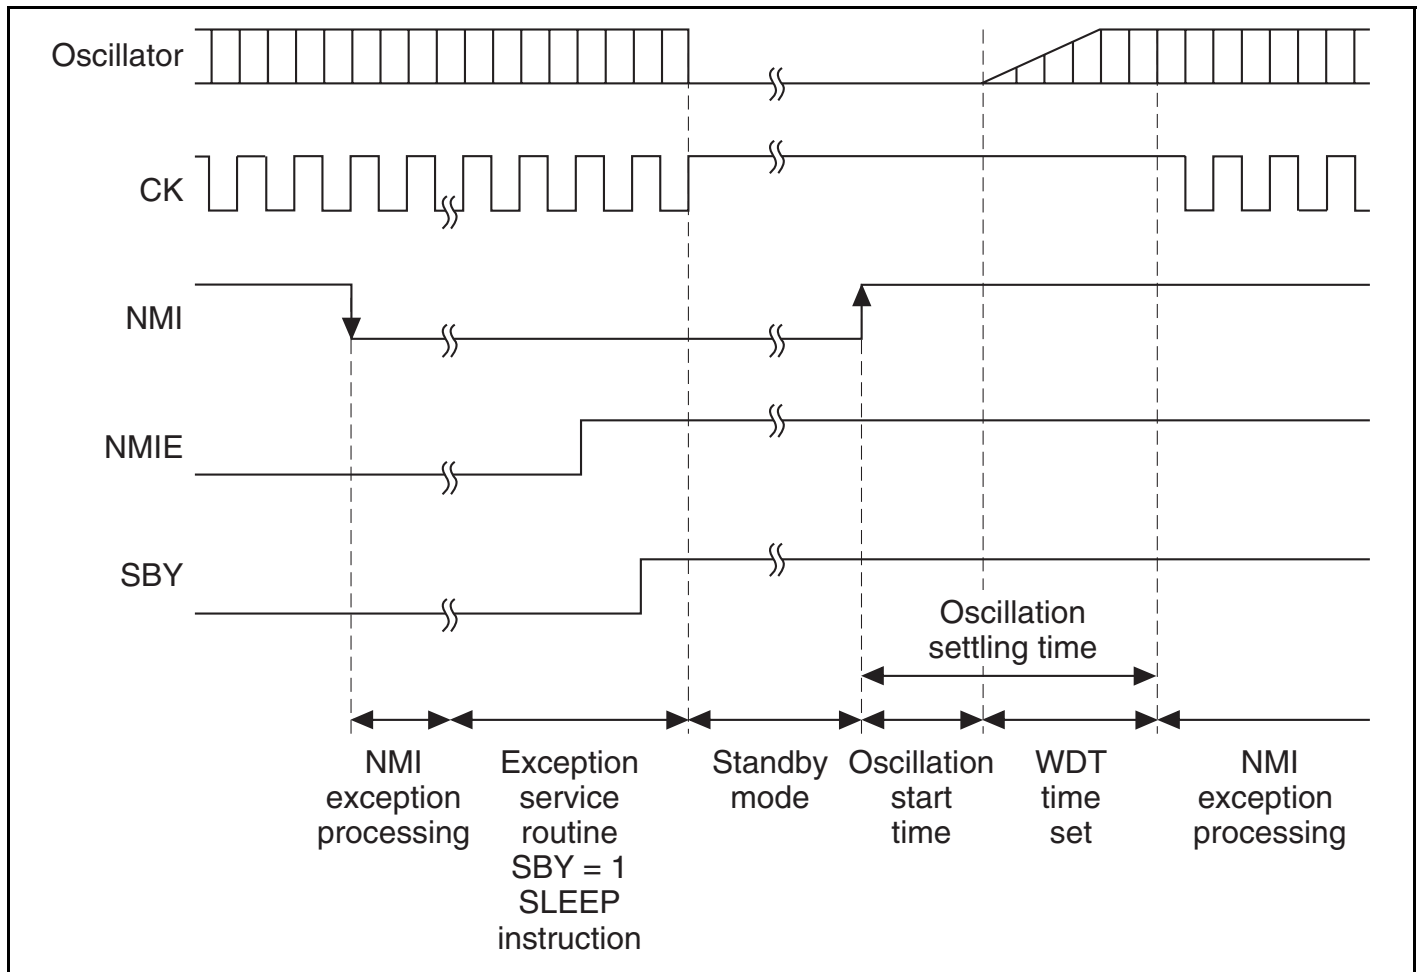 Oscillator
CK
NMI
NMIE
SBY
Oscillation
settling time
NMI
exception
processing
Exception
service
routine
SBY = 1
SLEEP
instruction
Standby
mode
Oscillation
start
time
WDT
time
set
NMI
exception
processing